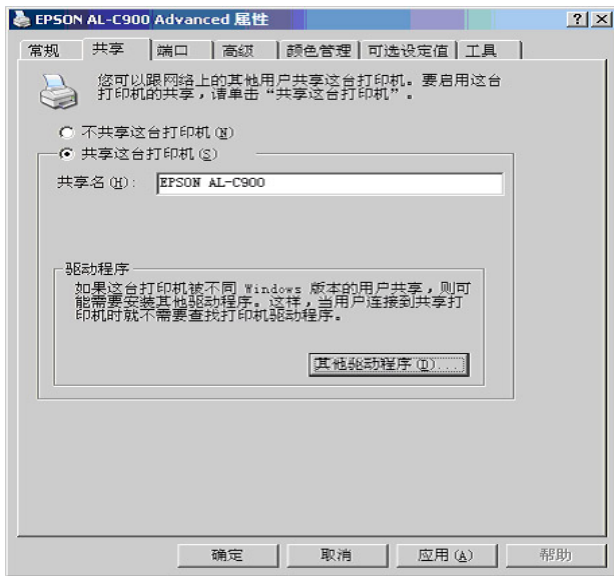 EPSON AL-C900 Advanced 属性
常规 共享 端口 高级 颜色管理 可选设定值 工具
您可以跟网络上的其他用户共享这台打印机。要启用这台
打印机的共享，请单击“共享这台打印机”。
不共享这台打印机(N)
共享这台打印机(S)
共享名(H): EPSON AL-C900
驱动程序
如果这台打印机被不同 Windows 版本的用户共享，则可
能需要安装其他驱动程序。这样，当用户连接到共享打
印机时就不需要查找打印机驱动程序。
其他驱动程序(D)...
确定 取消 应用(A) 帮助